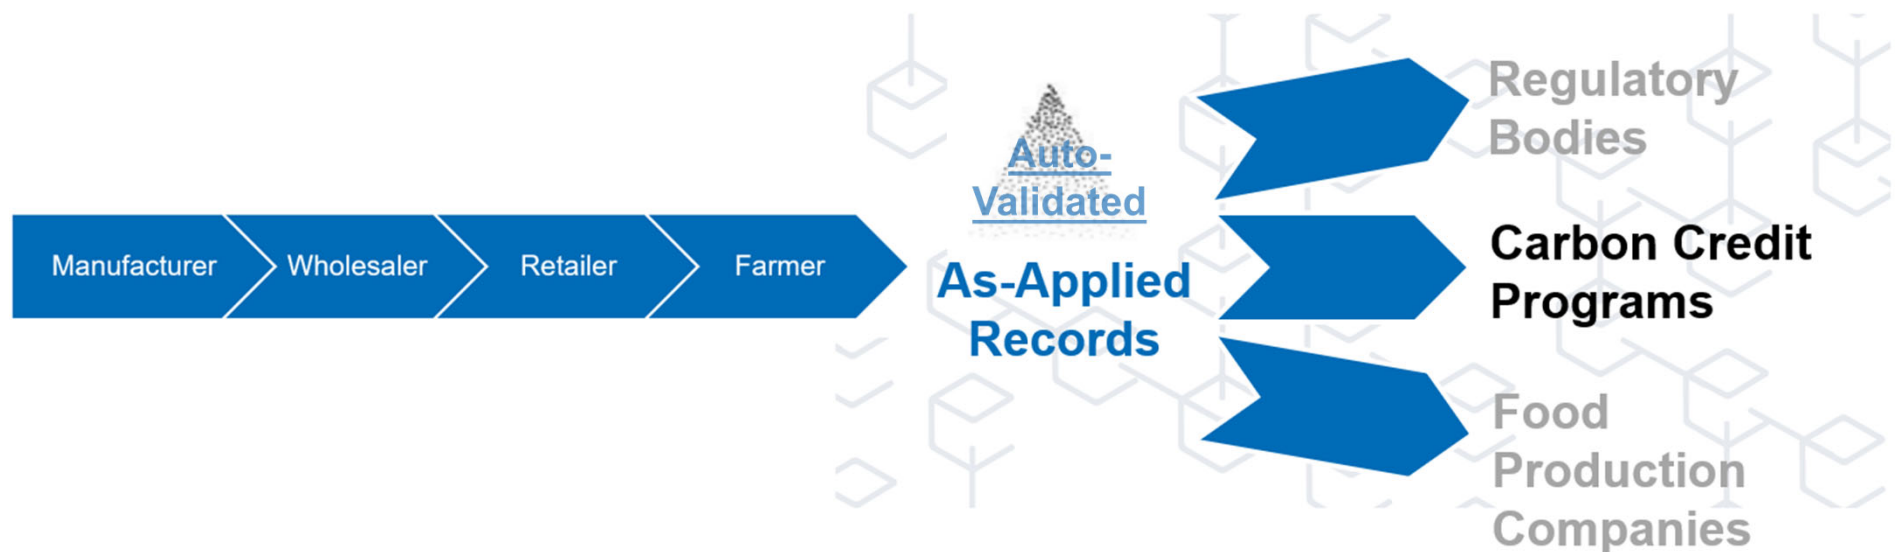 Manufacturer
Wholesaler
Retailer
Farmer
Auto-
Validated
As-Applied
Records
Regulatory
Bodies
Carbon Credit
Programs
Food
Production
Companies